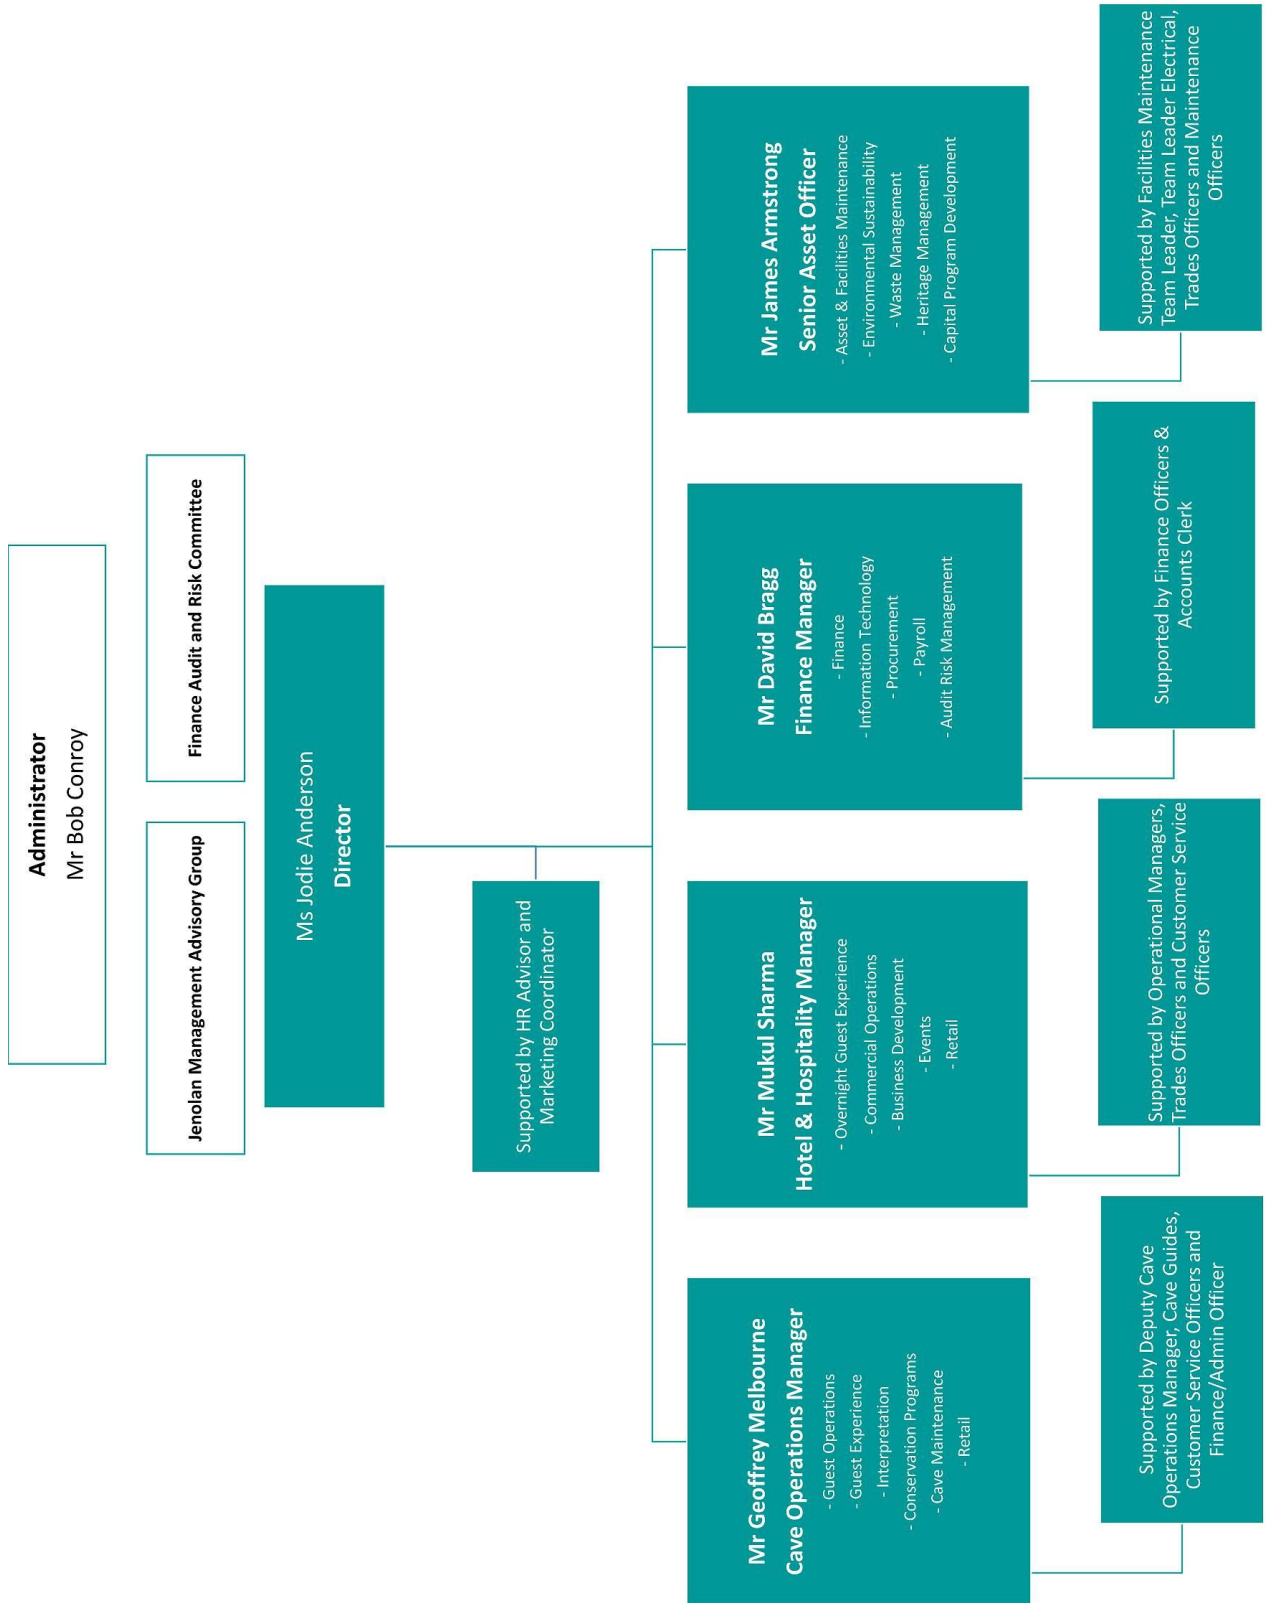 Administrator
Mr Bob Conroy
Jenolan Management Advisory Group
Finance Audit and Risk Committee
Ms Jodie Anderson
Director
Supported by HR Advisor and
Marketing Coordinator
Mr Geoffrey Melbourne
Cave Operations Manager
- Guest Operations
- Guest Experience
- Interpretation
- Conservation Programs
- Cave Maintenance
- Retail
Mr Mukul Sharma
Hotel & Hospitality Manager
- Overnight Guest Experience
- Commercial Operations
- Business Development
- Events
- Retail
Mr David Bragg
Finance Manager
- Finance
- Information Technology
- Procurement
- Payroll
- Audit Risk Management
Mr James Armstrong
Senior Asset Officer
- Asset & Facilities Maintenance
- Environmental Sustainability
- Waste Management
- Heritage Management
- Capital Program Development
Supported by Deputy Cave
Operations Manager, Cave Guides,
Customer Service Officers and
Finance/Admin Officer
Supported by Operational Managers,
Trades Officers and Customer Service
Officers
Supported by Finance Officers &
Accounts Clerk
Supported by Facilities Maintenance
Team Leader, Team Leader Electrical,
Trades Officers and Maintenance
Officers